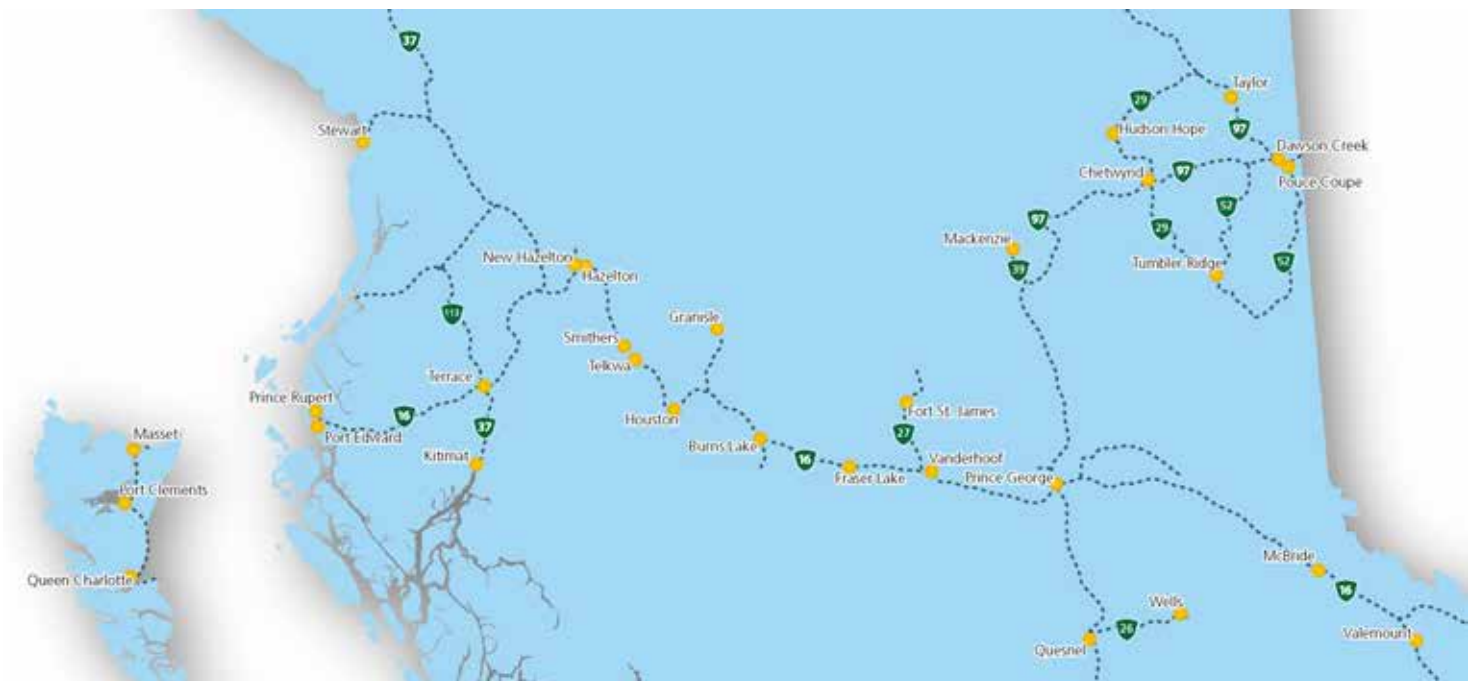 37
Taylor
29
Stewart
Hudson Hope
97
Dawson Creek
Chetwynd
97
Pouce Coupe
52
97
29
Mackenzie
New Hazelton
Hazelton
39
Tumbler Ridge
52
113
Granisle
Smithers
Telkwa
Terrace
Prince Rupert
16
Houston
Fort St. James
Port Edward
37
27
Masset
Burns Lake
Kitimat
16
Vanderhoof
Fraser Lake
Prince George
Port Clements
McBride
Queen Charlotte
16
Wells
26
Valemount
Quesnel